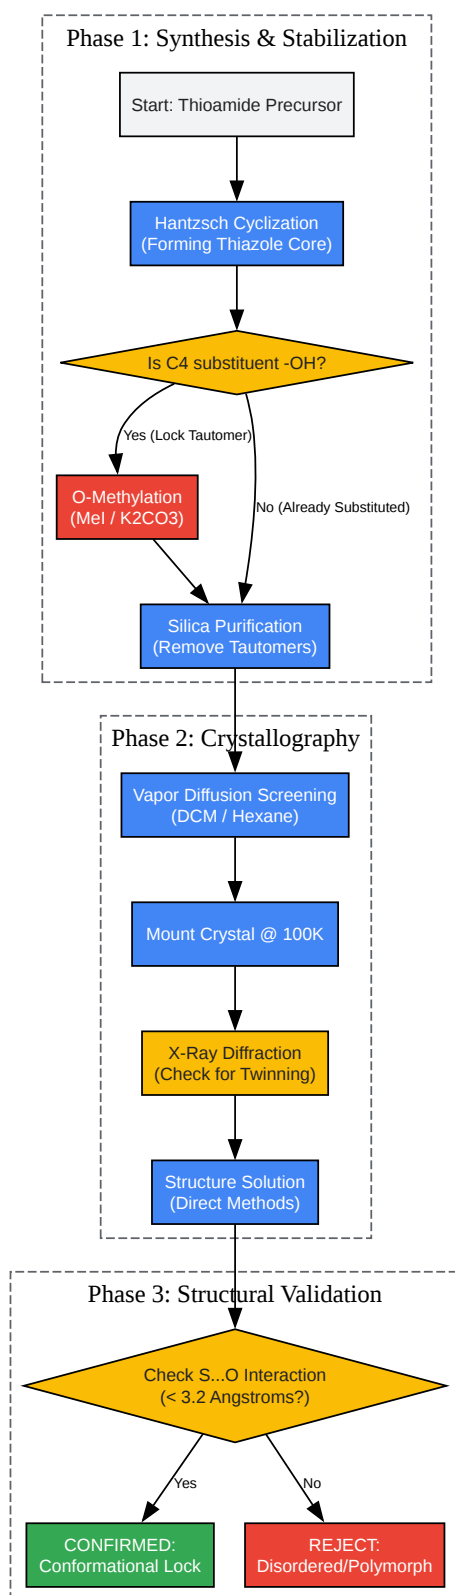 Phase 1: Synthesis & Stabilization
Start: Thioamide Precursor
Hantzsch Cyclization
(Forming Thiazole Core)
Is C4 substituent -OH?
Yes (Lock Tautomer)
O-Methylation
(MeI / K2CO3)
No (Already Substituted)
Silica Purification
(Remove Tautomers)
Phase 2: Crystallography
Vapor Diffusion Screening
(DCM / Hexane)
Mount Crystal @ 100K
X-Ray Diffraction
(Check for Twinning)
Structure Solution
(Direct Methods)
Phase 3: Structural Validation
Check S...O Interaction
(< 3.2 Angstroms?)
Yes
No
CONFIRMED:
Conformational Lock
REJECT:
Disordered/Polymorph